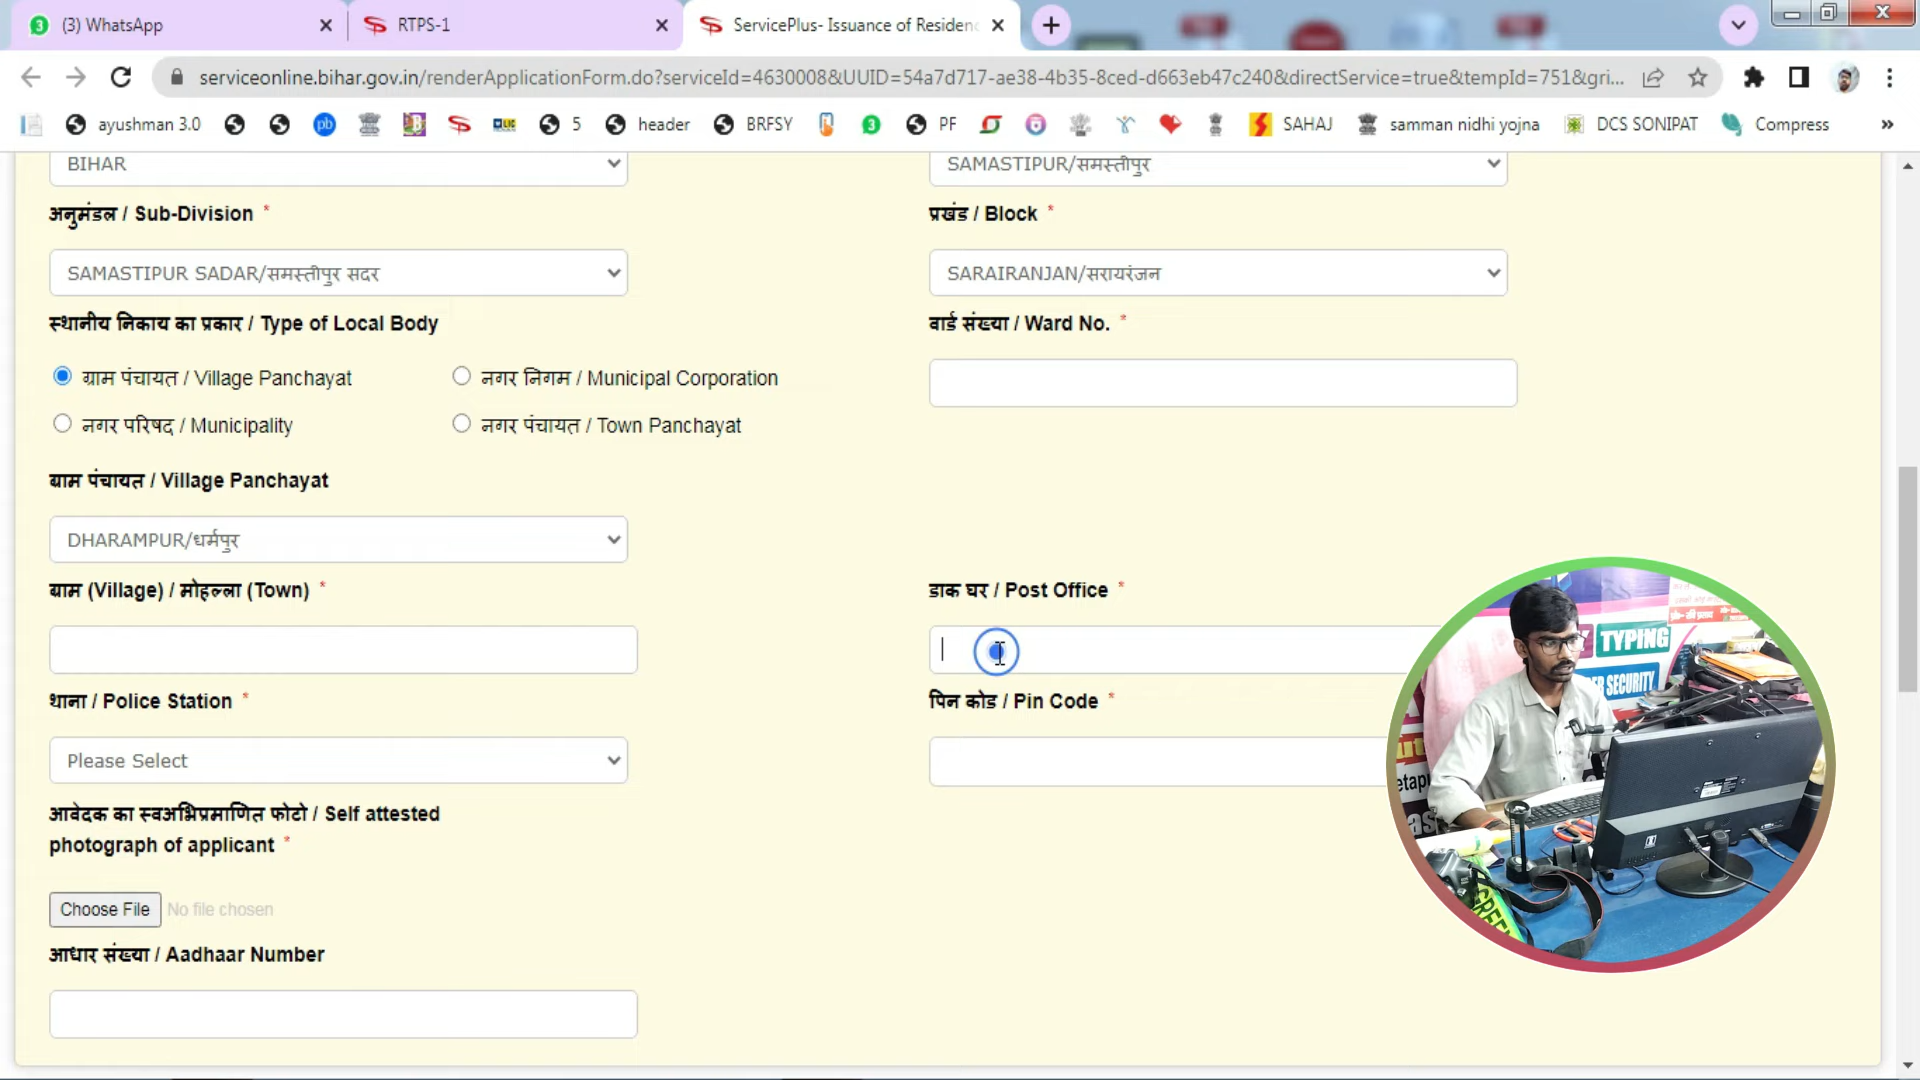 (3) WhatsApp
RTPS-1
ServicePlus- Issuance of Residen
serviceonline.bihar.gov.in/renderApplicationForm.do?serviceId=4630008&UUID=54a7d717-ae38-4b35-8ced-d663eb47c240&directService=true&tempId=751&gri...
ayushman 3.0 pb LIC 5 header BRFSY 3 PF SAHAJ samman nidhi yojna DCS SONIPAT Compress »
BIHAR
SAMASTIPUR/समस्तीपुर
अनुमंडल / Sub-Division *
प्रखंड / Block *
SAMASTIPUR SADAR/समस्तीपुर सदर
SARAIRANJAN/सरायरंजन
स्थानीय निकाय का प्रकार / Type of Local Body
वार्ड संख्या / Ward No. *
ग्राम पंचायत / Village Panchayat
नगर निगम / Municipal Corporation
नगर परिषद / Municipality
नगर पंचायत / Town Panchayat
ग्राम पंचायत / Village Panchayat
DHARAMPUR/धर्मपुर
ग्राम (Village) / मोहल्ला (Town) *
डाक घर / Post Office *
थाना / Police Station *
पिन कोड / Pin Code *
Please Select
आवेदक का स्वअभिप्रमाणित फोटो / Self attested
photograph of applicant *
Choose File No file chosen
आधार संख्या / Aadhaar Number
TYPING
SECURITY